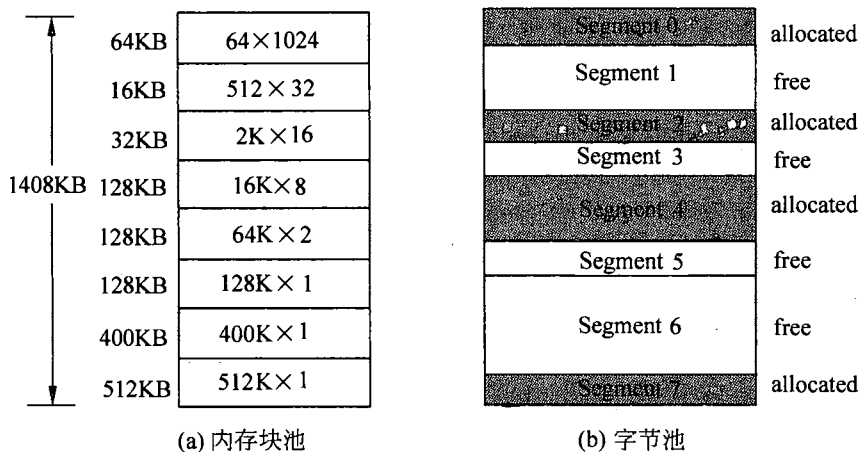 1408KB
64KB 64×1024
16KB 512×32
32KB 2K×16
128KB 16K×8
128KB 64K×2
128KB 128K×1
400KB 400K×1
512KB 512K×1
(a) 内存块池
Segment 0 allocated
Segment 1 free
Segment 2 allocated
Segment 3 free
Segment 4 allocated
Segment 5 free
Segment 6 free
Segment 7 allocated
(b) 字节池